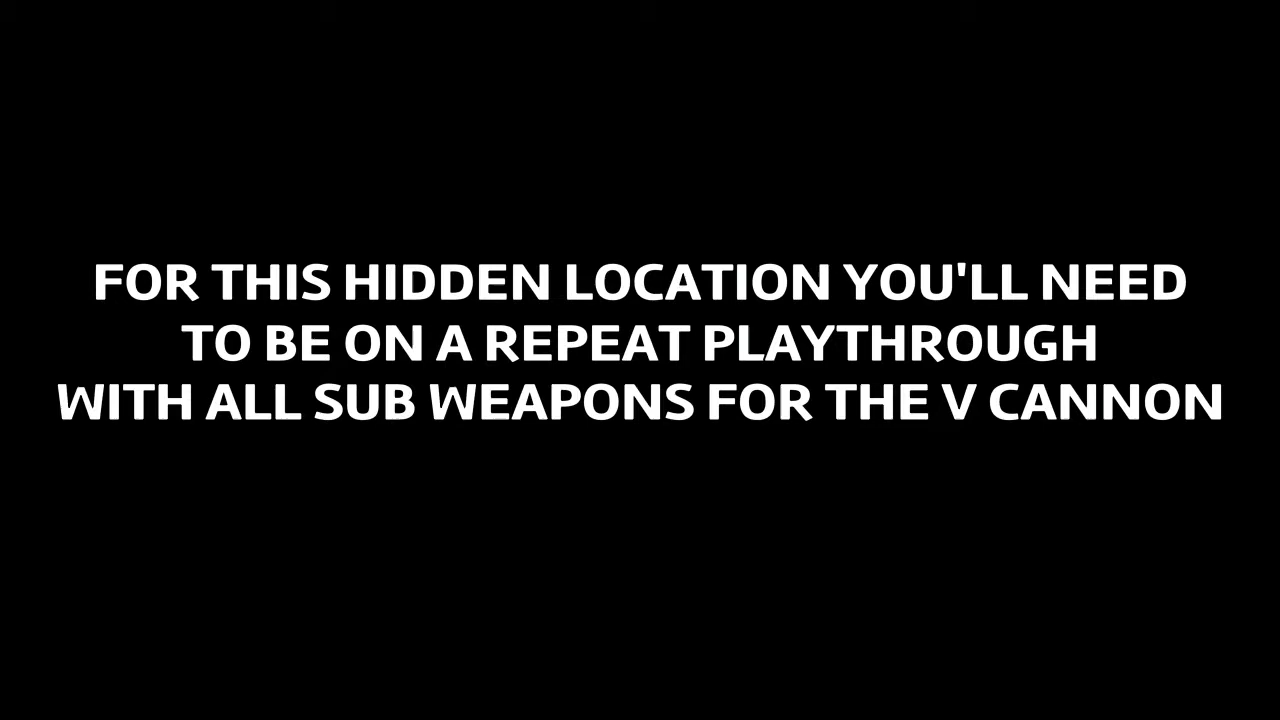 FOR THIS HIDDEN LOCATION YOU'LL NEED
TO BE ON A REPEAT PLAYTHROUGH
WITH ALL SUB WEAPONS FOR THE V CANNON